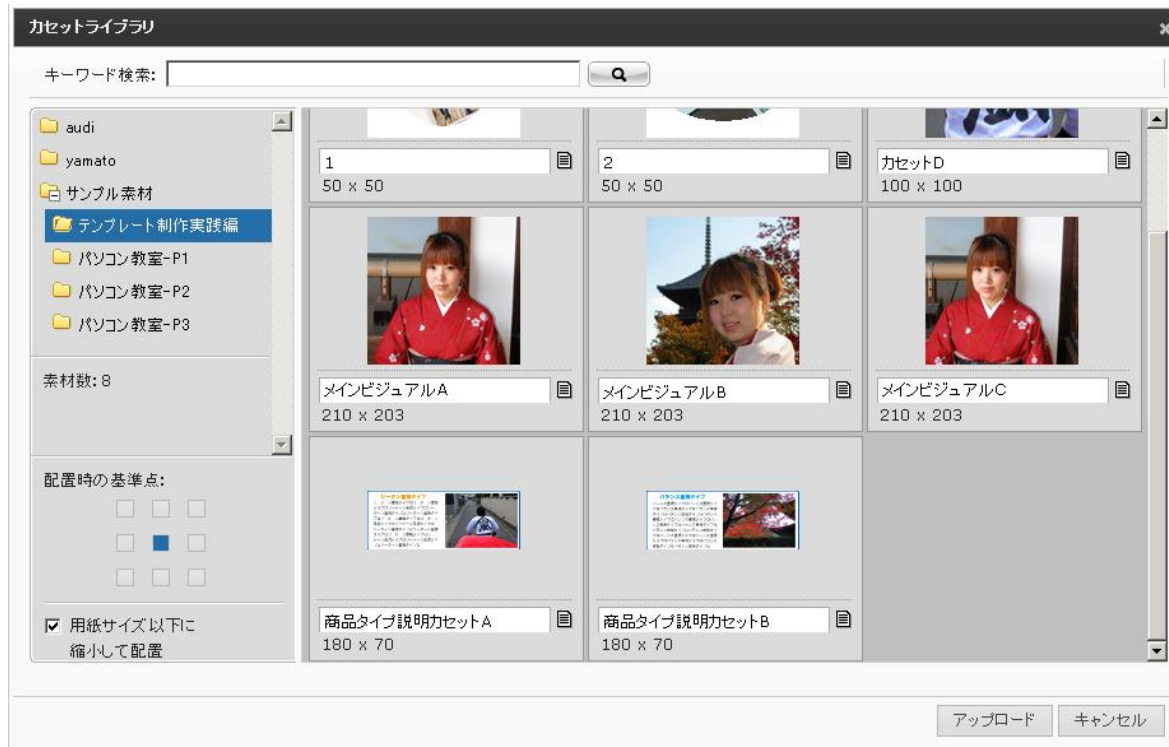 カセットライブラリ
キーワード検索:
audi
yamato
サンプル素材
テンプレート制作実践編
パソコン教室-P1
パソコン教室-P2
パソコン教室-P3
素材数: 8
配置時の基準点:
用紙サイズ以下に
縮小して配置
1
2
カセットD
50 x 50
50 x 50
100 x 100
メインビジュアルA
メインビジュアルB
メインビジュアルC
210 x 203
210 x 203
210 x 203
商品タイプ説明カセットA
商品タイプ説明カセットB
180 x 70
180 x 70
アップロード
キャンセル